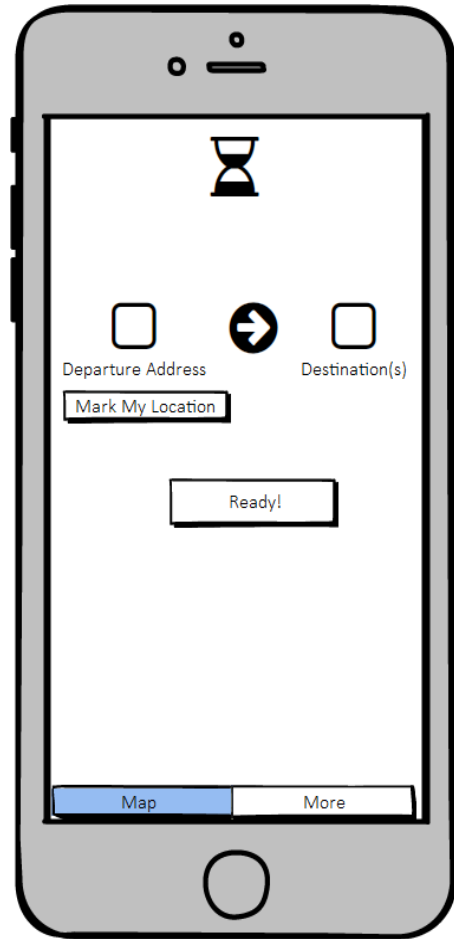 Departure Address
Destination(s)
Mark My Location
Ready!
Map
More